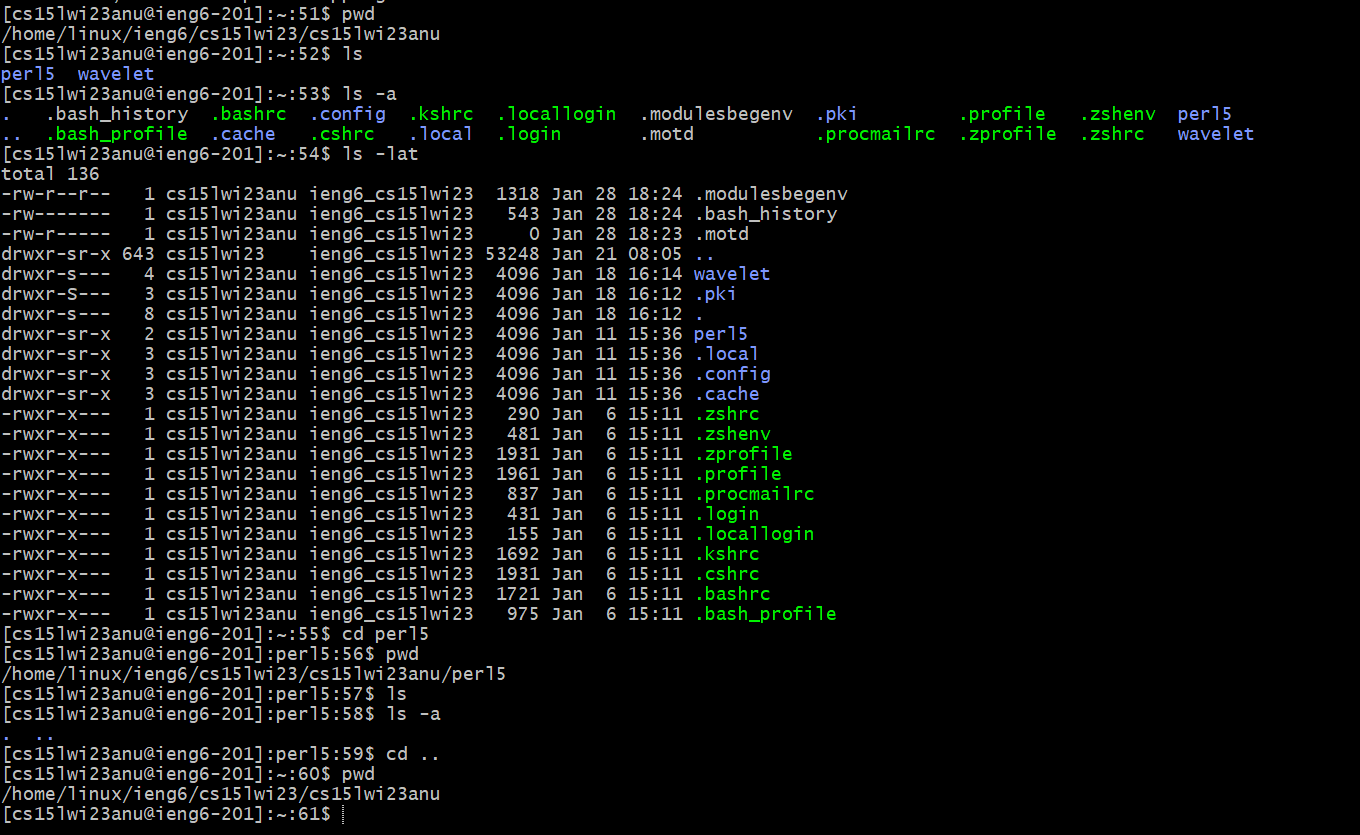 [cs15lwi23anu@ieng6-201]:~:51$ pwd
/home/linux/ieng6/cs15lwi23/cs15lwi23anu
[cs15lwi23anu@ieng6-201]:~:52$ ls
perl5  wavelet
[cs15lwi23anu@ieng6-201]:~:53$ ls -a
.   .bash_history  .bashrc  .config  .kshrc  .locallogin  .modulesbegenv  .pki         .profile   .zshenv  perl5
..  .bash_profile  .cache   .cshrc   .local  .login       .motd           .procmailrc  .zprofile  .zshrc   wavelet
[cs15lwi23anu@ieng6-201]:~:54$ ls -lat
total 136
-rw-r--r--   1 cs15lwi23anu ieng6_cs15lwi23  1318 Jan 28 18:24 .modulesbegenv
-rw-------   1 cs15lwi23anu ieng6_cs15lwi23   543 Jan 28 18:24 .bash_history
-rw-r-----   1 cs15lwi23anu ieng6_cs15lwi23     0 Jan 28 18:23 .motd
drwxr-sr-x 643 cs15lwi23    ieng6_cs15lwi23 53248 Jan 21 08:05 ..
drwxr-s---   4 cs15lwi23anu ieng6_cs15lwi23  4096 Jan 18 16:14 wavelet
drwxr-S---   3 cs15lwi23anu ieng6_cs15lwi23  4096 Jan 18 16:12 .pki
drwxr-s---   8 cs15lwi23anu ieng6_cs15lwi23  4096 Jan 18 16:12 .
drwxr-sr-x   2 cs15lwi23anu ieng6_cs15lwi23  4096 Jan 11 15:36 perl5
drwxr-sr-x   3 cs15lwi23anu ieng6_cs15lwi23  4096 Jan 11 15:36 .local
drwxr-sr-x   3 cs15lwi23anu ieng6_cs15lwi23  4096 Jan 11 15:36 .config
drwxr-sr-x   3 cs15lwi23anu ieng6_cs15lwi23  4096 Jan 11 15:36 .cache
-rwxr-x---   1 cs15lwi23anu ieng6_cs15lwi23   290 Jan  6 15:11 .zshrc
-rwxr-x---   1 cs15lwi23anu ieng6_cs15lwi23   481 Jan  6 15:11 .zshenv
-rwxr-x---   1 cs15lwi23anu ieng6_cs15lwi23  1931 Jan  6 15:11 .zprofile
-rwxr-x---   1 cs15lwi23anu ieng6_cs15lwi23  1961 Jan  6 15:11 .profile
-rwxr-x---   1 cs15lwi23anu ieng6_cs15lwi23   837 Jan  6 15:11 .procmailrc
-rwxr-x---   1 cs15lwi23anu ieng6_cs15lwi23   431 Jan  6 15:11 .login
-rwxr-x---   1 cs15lwi23anu ieng6_cs15lwi23   155 Jan  6 15:11 .locallogin
-rwxr-x---   1 cs15lwi23anu ieng6_cs15lwi23  1692 Jan  6 15:11 .kshrc
-rwxr-x---   1 cs15lwi23anu ieng6_cs15lwi23  1931 Jan  6 15:11 .cshrc
-rwxr-x---   1 cs15lwi23anu ieng6_cs15lwi23  1721 Jan  6 15:11 .bashrc
-rwxr-x---   1 cs15lwi23anu ieng6_cs15lwi23   975 Jan  6 15:11 .bash_profile
[cs15lwi23anu@ieng6-201]:~:55$ cd perl5
[cs15lwi23anu@ieng6-201]:perl5:56$ pwd
/home/linux/ieng6/cs15lwi23/cs15lwi23anu/perl5
[cs15lwi23anu@ieng6-201]:perl5:57$ ls
[cs15lwi23anu@ieng6-201]:perl5:58$ ls -a
.  ..
[cs15lwi23anu@ieng6-201]:perl5:59$ cd ..
[cs15lwi23anu@ieng6-201]:~:60$ pwd
/home/linux/ieng6/cs15lwi23/cs15lwi23anu
[cs15lwi23anu@ieng6-201]:~:61$